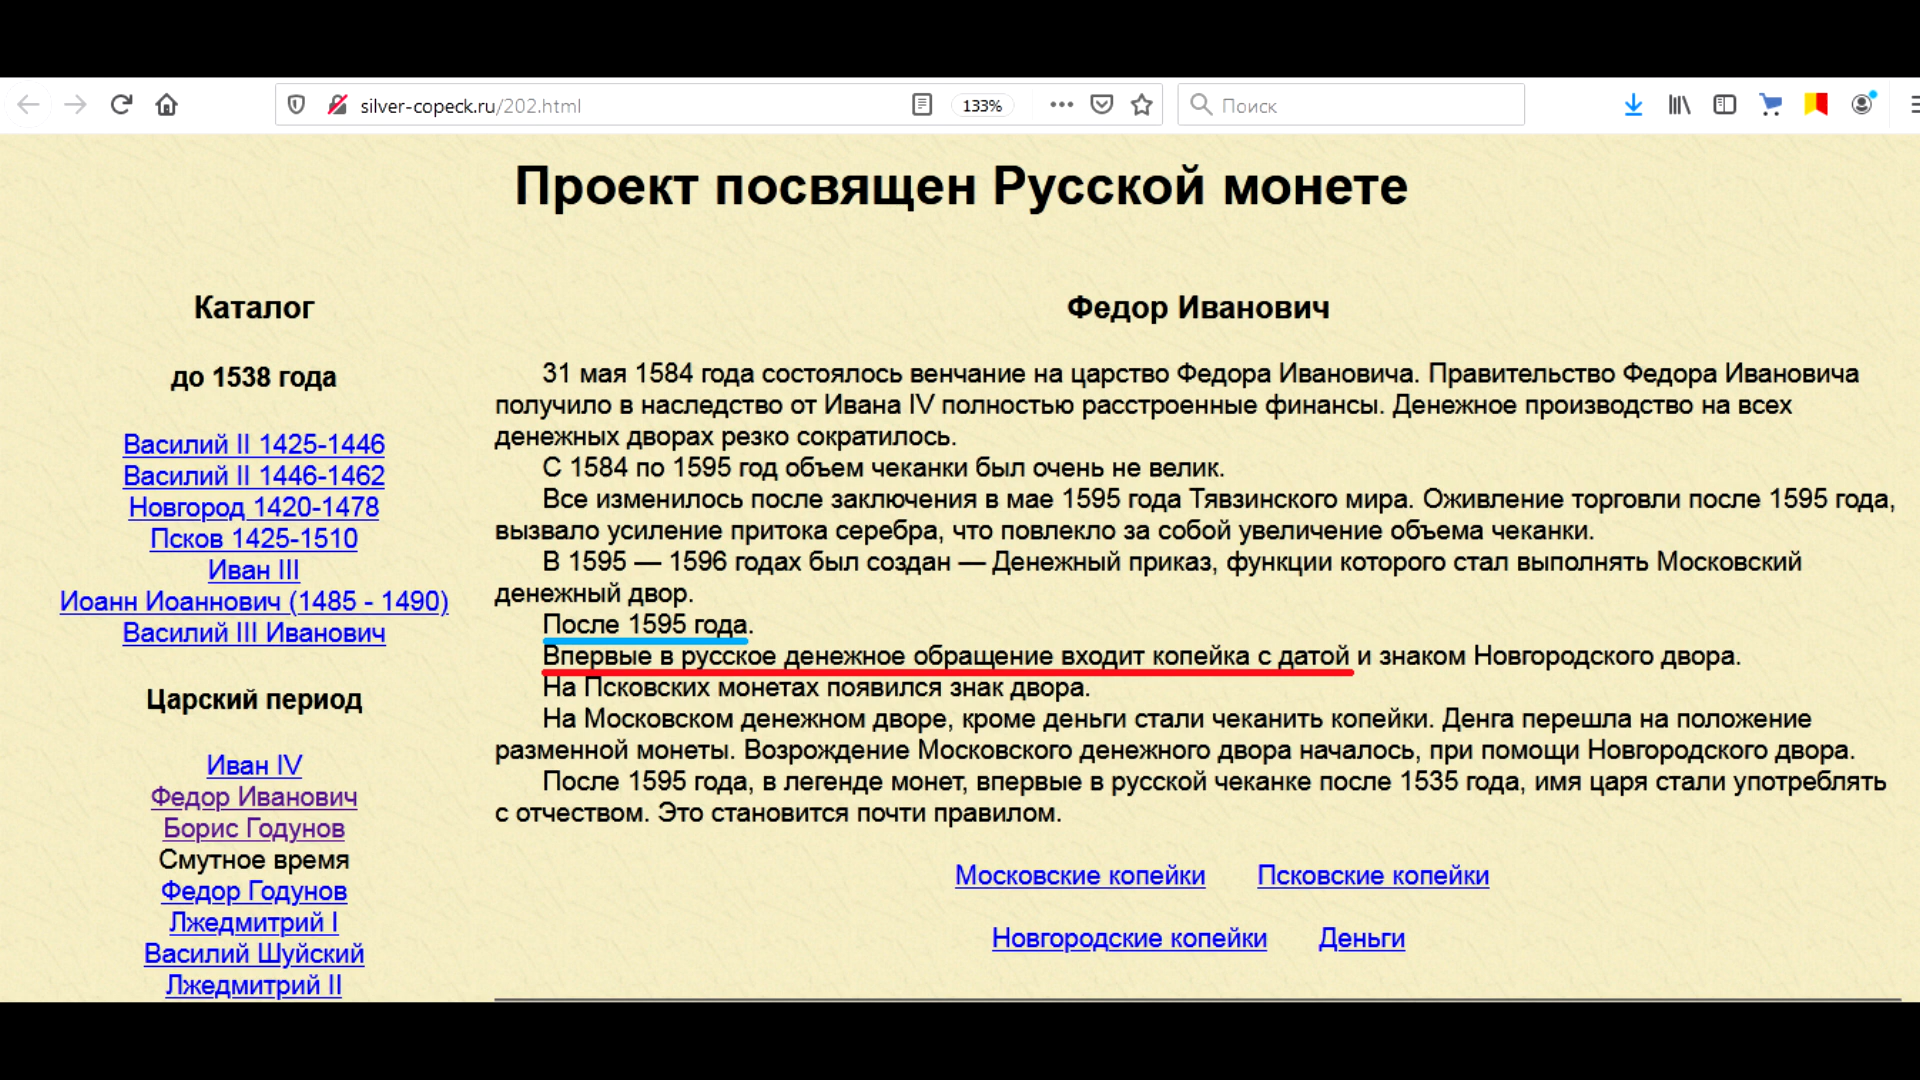 silver-copeck.ru/202.html
133%
Поиск
Проект посвящен Русской монете
Каталог
до 1538 года
Василий II 1425-1446
Василий II 1446-1462
Новгород 1420-1478
Псков 1425-1510
Иван III
Иоанн Иоаннович (1485 - 1490)
Василий III Иванович
Царский период
Иван IV
Федор Иванович
Борис Годунов
Смутное время
Федор Годунов
Лжедмитрий I
Василий Шуйский
Лжедмитрий II
Федор Иванович
31 мая 1584 года состоялось венчание на царство Федора Ивановича. Правительство Федора Ивановича
получило в наследство от Ивана IV полностью расстроенные финансы. Денежное производство на всех
денежных дворах резко сократилось.
С 1584 по 1595 год объем чеканки был очень не велик.
Все изменилось после заключения в мае 1595 года Тявзинского мира. Оживление торговли после 1595 года,
вызвало усиление притока серебра, что повлекло за собой увеличение объема чеканки.
В 1595 — 1596 годах был создан — Денежный приказ, функции которого стал выполнять Московский
денежный двор.
После 1595 года.
Впервые в русское денежное обращение входит копейка с датой и знаком Новгородского двора.
На Псковских монетах появился знак двора.
На Московском денежном дворе, кроме деньги стали чеканить копейки. Денга перешла на положение
разменной монеты. Возрождение Московского денежного двора началось, при помощи Новгородского двора.
После 1595 года, в легенде монет, впервые в русской чеканке после 1535 года, имя царя стали употреблять
с отчеством. Это становится почти правилом.
Московские копейки Псковские копейки
Новгородские копейки Деньги